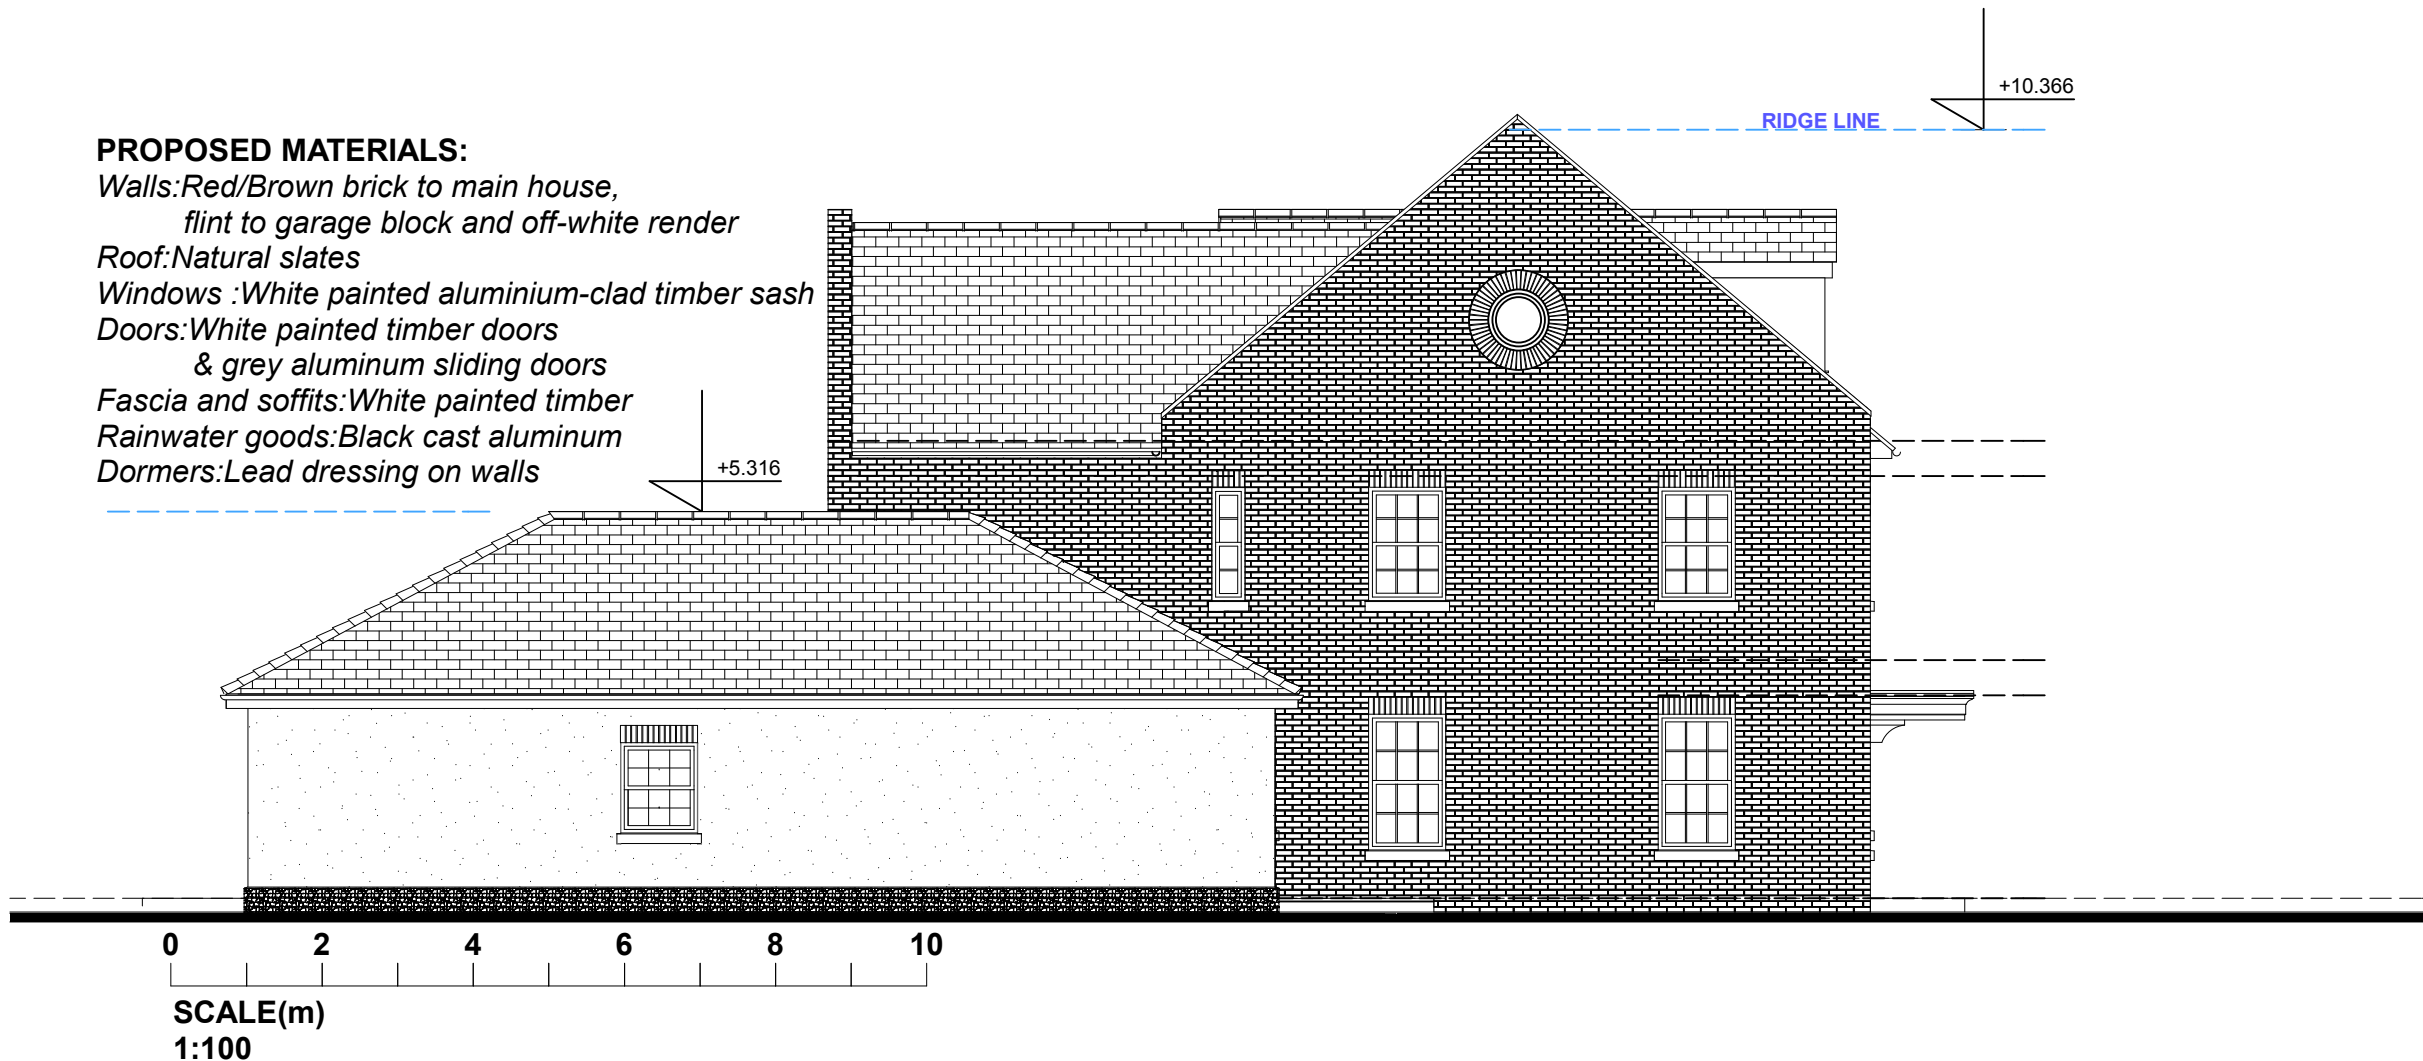 +10.366
RIDGE LINE
PROPOSED MATERIALS:
Walls:Red/Brown brick to main house,
flint to garage block and off-white render
Roof:Natural slates
Windows :White painted aluminium-clad timber sash
Doors:White painted timber doors
& grey aluminum sliding doors
Fascia and soffits:White painted timber
Rainwater goods:Black cast aluminum
Dormers:Lead dressing on walls
+5.316
0 2 4 6 8 10
SCALE(m)
1:100